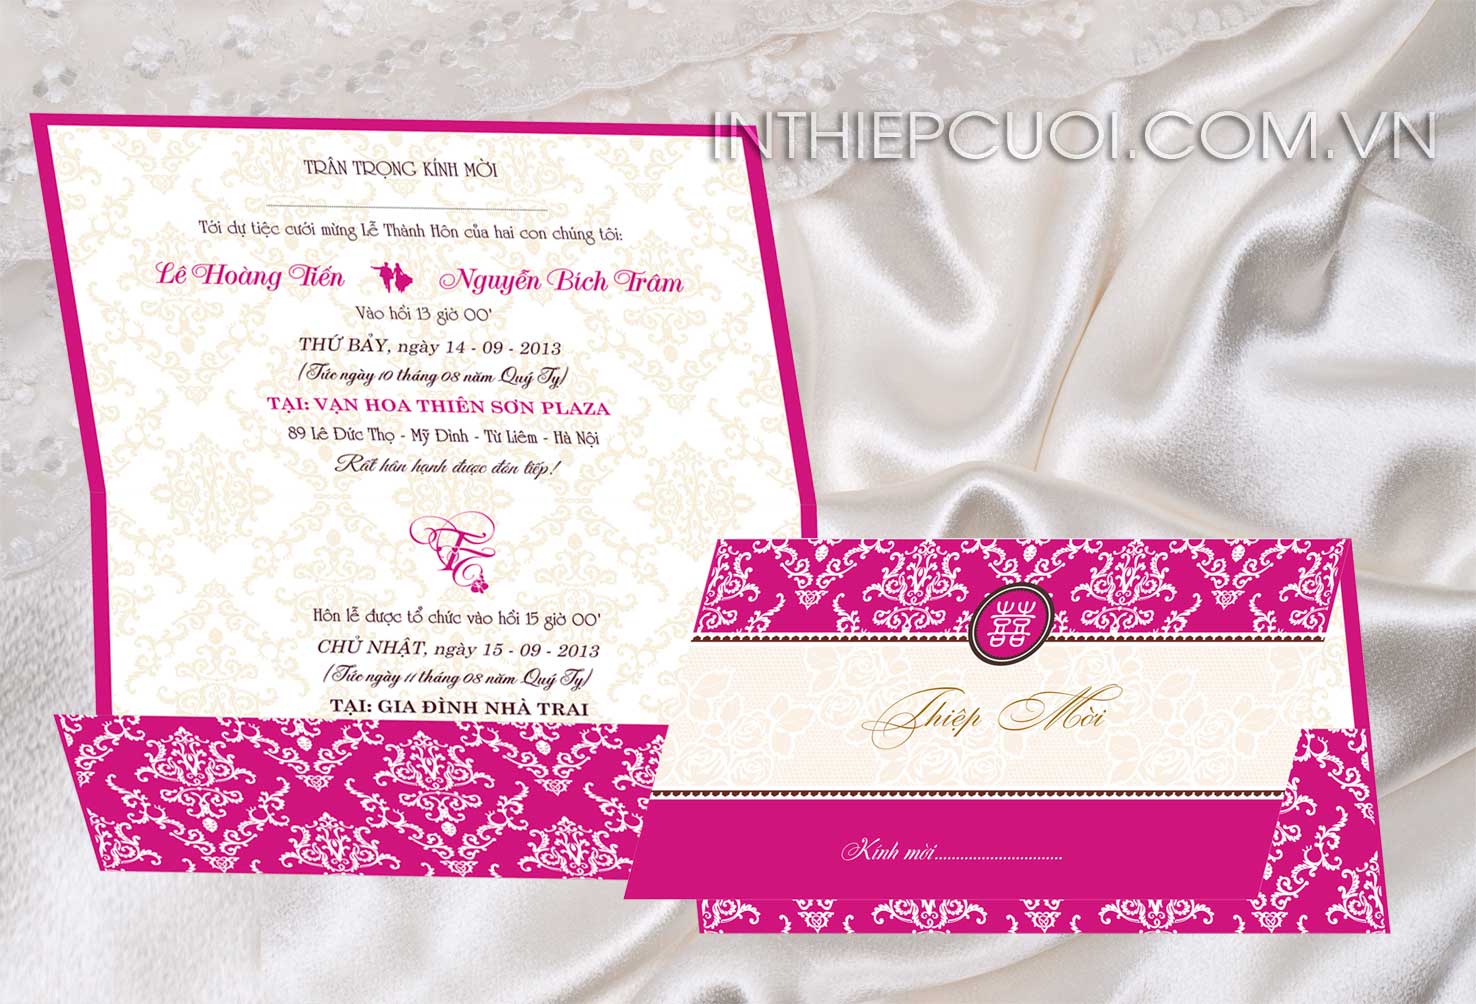 INTHIEPCUOI.COM.VN
TRÂN TRỌNG KÍNH MỜI
Tới dự tiệc cưới mừng Lễ Thành Hôn của hai con chúng tôi:
Lê Hoàng Tiến Nguyễn Bích Trâm
Vào hồi 13 giờ 00'
THỨ BẢY, ngày 14 - 09 - 2013
(Tức ngày 10 tháng 08 năm Quý Tỵ)
TẠI: VẠN HOA THIÊN SƠN PLAZA
89 Lê Đức Thọ - Mỹ Đình - Từ Liêm - Hà Nội
Rất hân hạnh được đón tiếp!
Hôn lễ được tổ chức vào hồi 15 giờ 00'
CHỦ NHẬT, ngày 15 - 09 - 2013
(Tức ngày 11 tháng 08 năm Quý Tỵ)
TẠI: GIA ĐÌNH NHÀ TRAI
囍
Thiệp Mời
Kính mời..............................